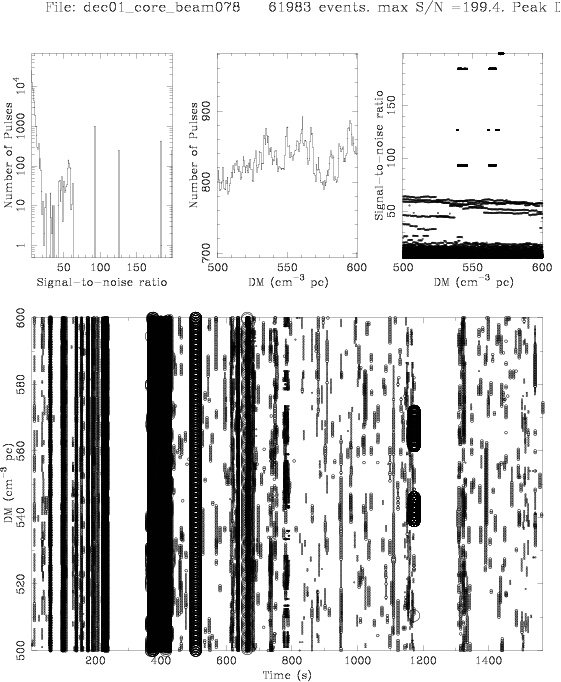 File: dec01_core_beam078 61983 events. max S/N =199.4. Peak D
Number of Pulses
10^4
1000
100
10
1
50 100 150
Signal-to-noise ratio
Number of Pulses
900
800
700
500 550 600
DM (cm^-3 pc)
Signal-to-noise ratio
150
100
50
500 550 600
DM (cm^-3 pc)
DM (cm^-3 pc)
600
580
560
540
520
500
200 400 600 800 1000 1200 1400
Time (s)